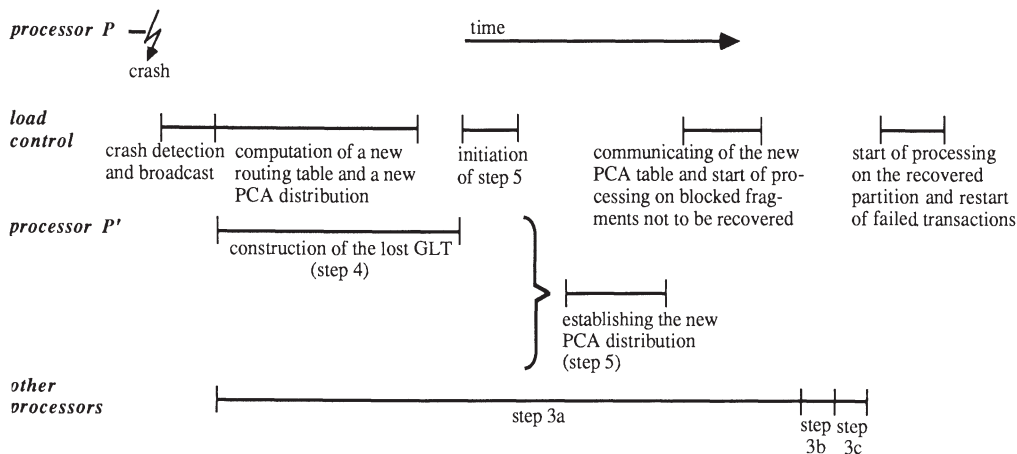 processor P
time
crash
load
control
crash detection
and broadcast
computation of a new
routing table and a new
PCA distribution
initiation
of step 5
communicating of the new
PCA table and start of pro-
cessing on blocked frag-
ments not to be recovered
start of processing
on the recovered
partition and restart
of failed transactions
processor P'
construction of the lost GLT
(step 4)
establishing the new
PCA distribution
(step 5)
other
processors
step 3a
step
3b
step
3c